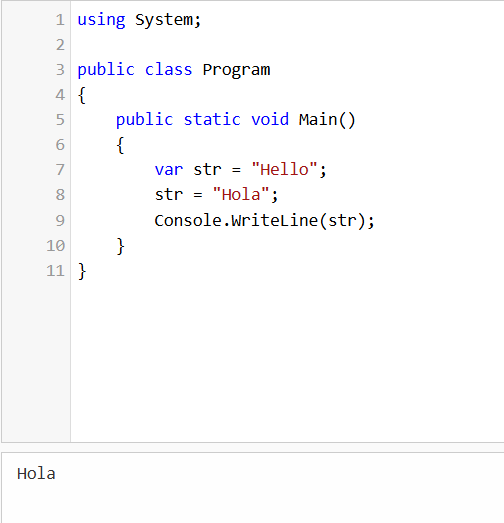 1 using System;
2
3 public class Program
4 {
5     public static void Main()
6     {
7         var str = "Hello";
8         str = "Hola";
9         Console.WriteLine(str);
10     }
11 }
Hola